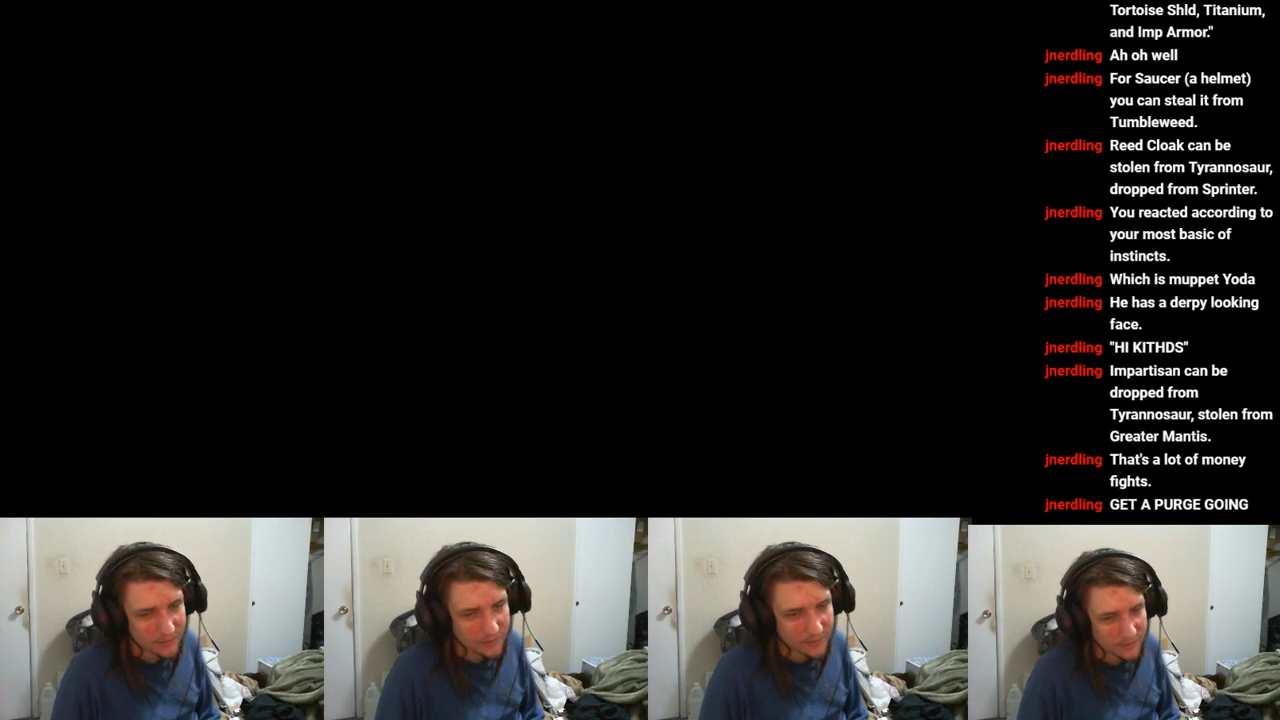 Tortoise Shld, Titanium,
and Imp Armor."
jnerdling Ah oh well
jnerdling For Saucer (a helmet)
you can steal it from
Tumbleweed.
jnerdling Reed Cloak can be
stolen from Tyrannosaur,
dropped from Sprinter.
jnerdling You reacted according to
your most basic of
instincts.
jnerdling Which is muppet Yoda
jnerdling He has a derpy looking
face.
jnerdling "HI KITHDS"
jnerdling Impartisan can be
dropped from
Tyrannosaur, stolen from
Greater Mantis.
jnerdling That's a lot of money
fights.
jnerdling GET A PURGE GOING